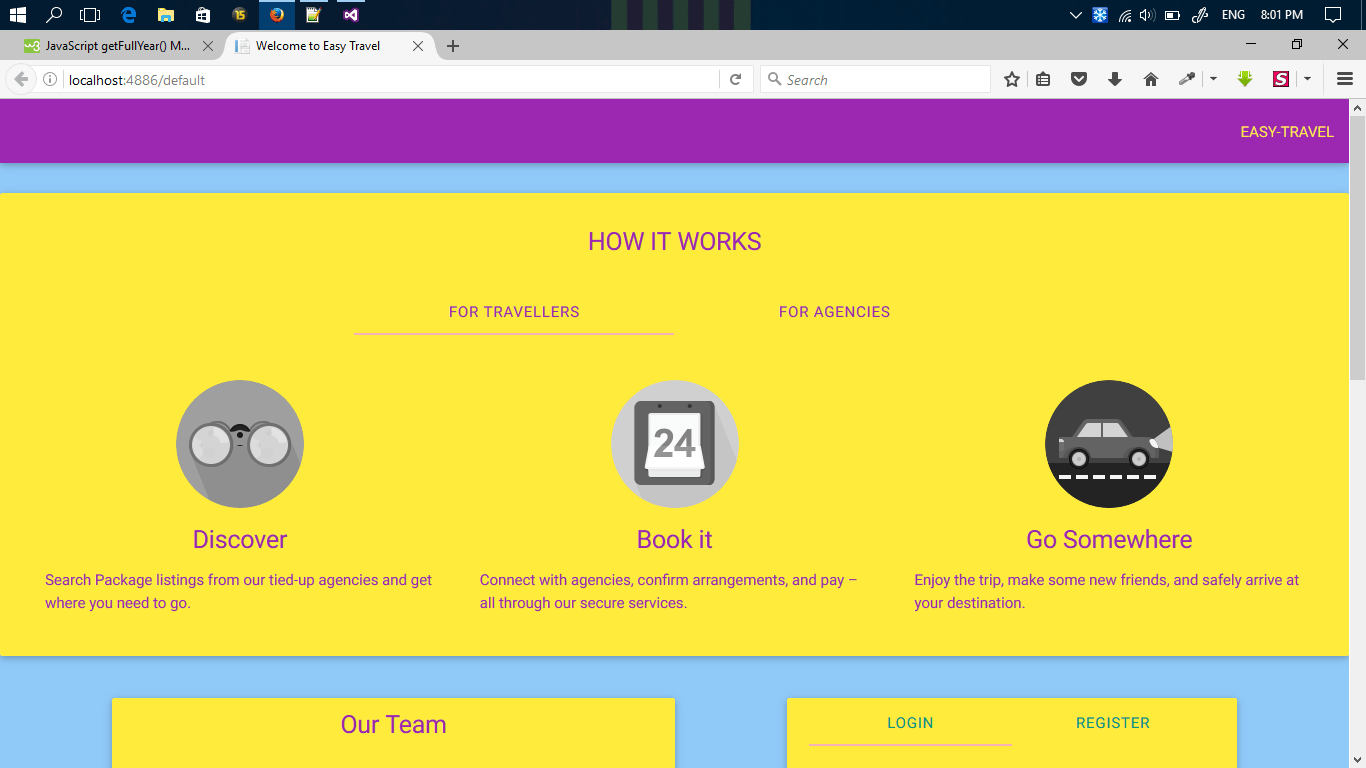 ENG 8:01 PM
JavaScript getFullYear() M...
Welcome to Easy Travel
localhost:4886/default
Search
EASY-TRAVEL
HOW IT WORKS
FOR TRAVELLERS
FOR AGENCIES
24
Discover
Search Package listings from our tied-up agencies and get
where you need to go.
Book it
Connect with agencies, confirm arrangements, and pay –
all through our secure services.
Go Somewhere
Enjoy the trip, make some new friends, and safely arrive at
your destination.
Our Team
LOGIN
REGISTER